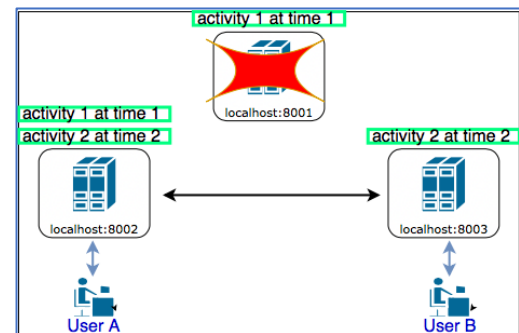 activity 1 at time 1
localhost:8001
activity 1 at time 1
activity 2 at time 2
activity 2 at time 2
localhost:8002
localhost:8003
User A
User B